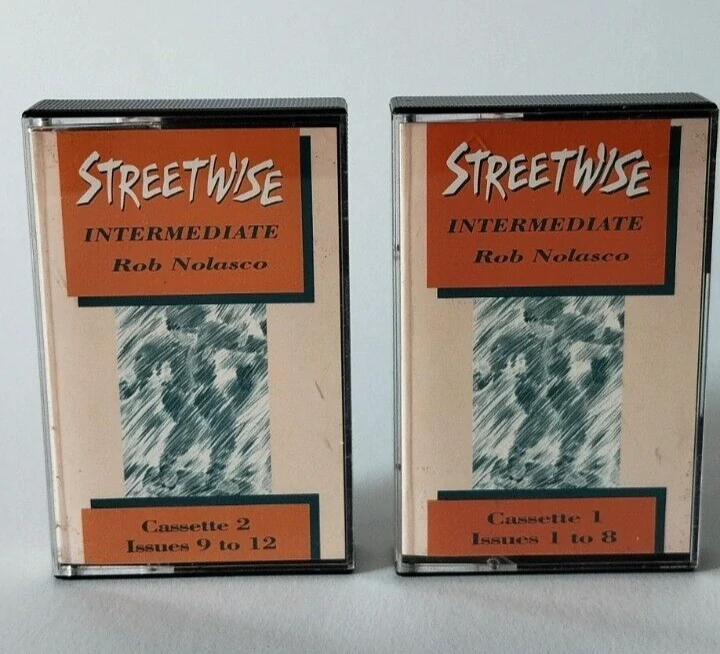 STREETWISE
INTERMEDIATE
Rob Nolasco
Cassette 2
Issues 9 to 12
STREETWISE
INTERMEDIATE
Rob Nolasco
Cassette 1
Issues 1 to 8